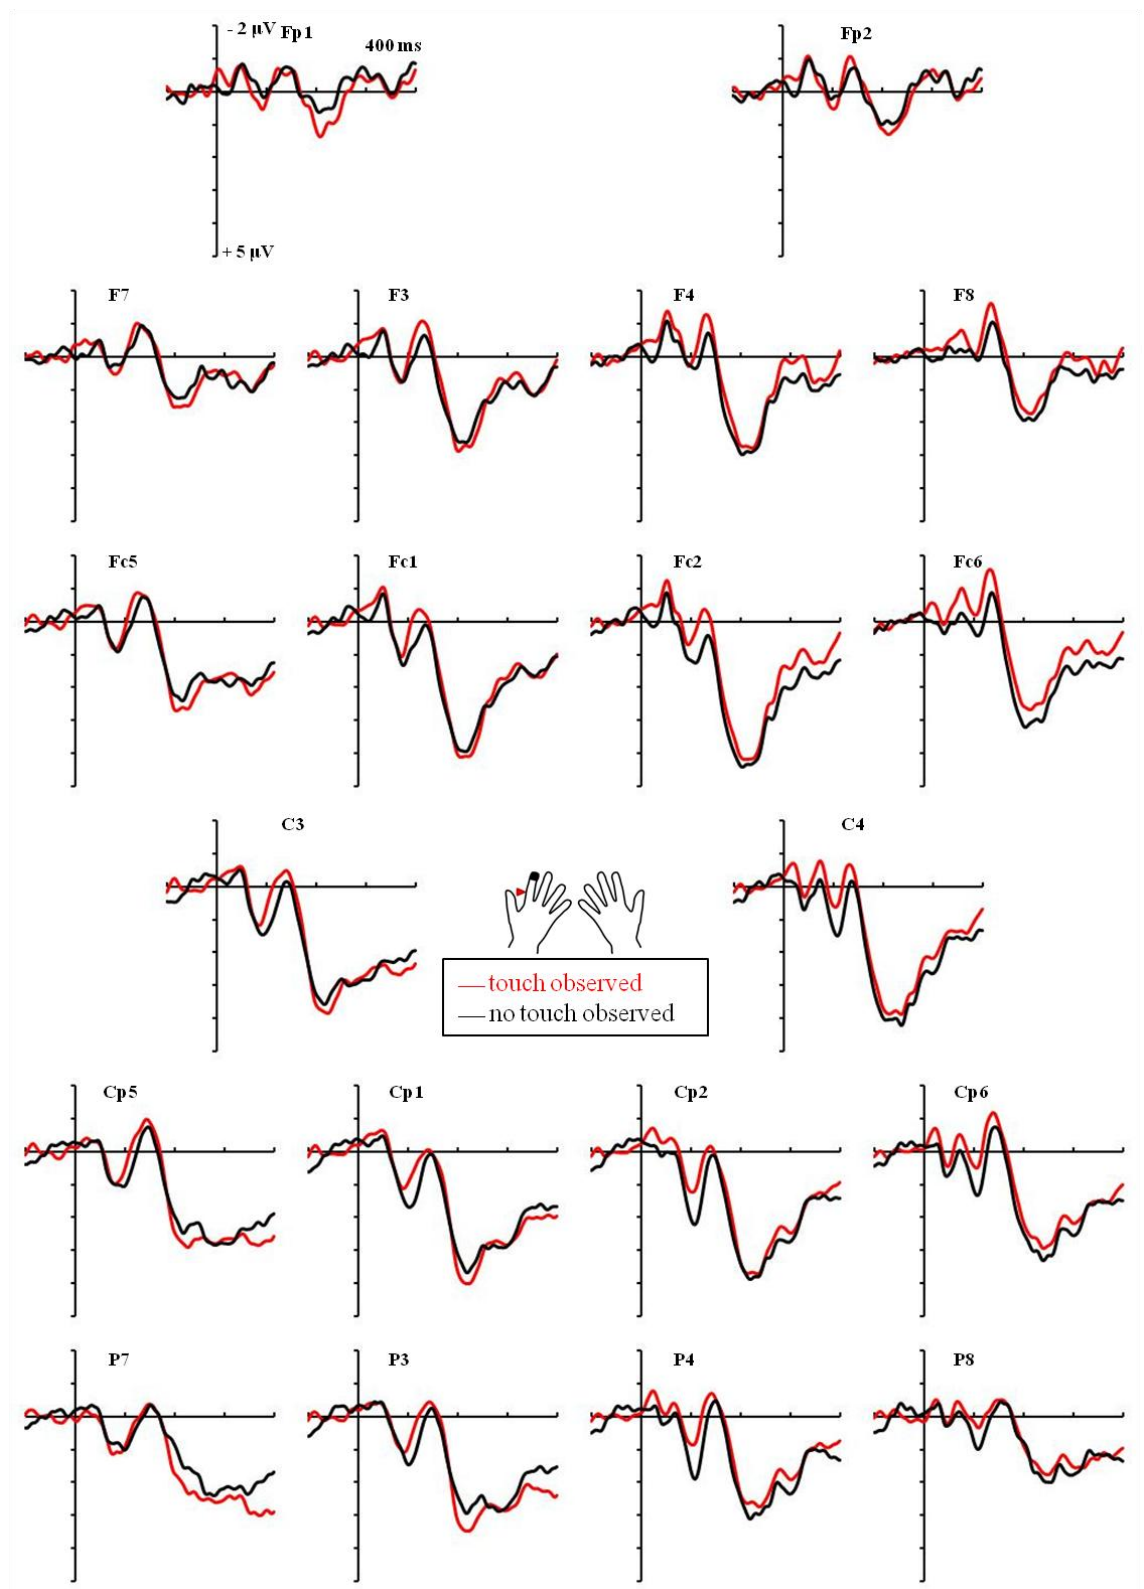 - 2 µV Fp1
400 ms
Fp2
+ 5 µV
F7
F3
F4
F8
Fc5
Fc1
Fc2
Fc6
C3
C4
touch observed
no touch observed
Cp5
Cp1
Cp2
Cp6
P7
P3
P4
P8